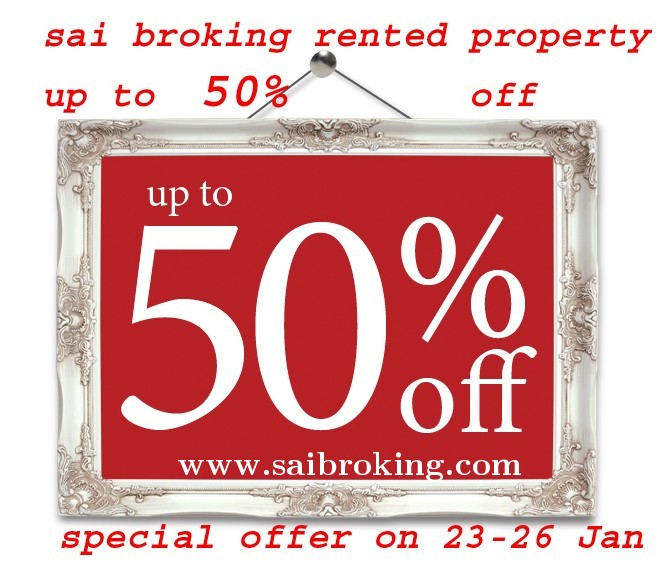 sai broking rented property
up to 50% off
up to
50%
off
www.saibroking.com
special offer on 23-26 Jan